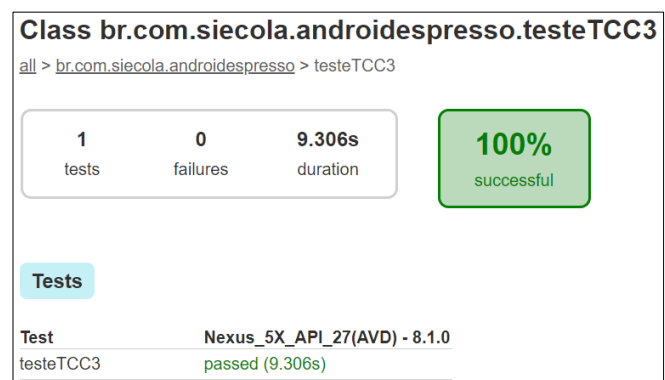 Class br.com.siecola.androidespresso.testeTCC3
all > br.com.siecola.androidespresso > testeTCC3
1 0 9.306s 100%
tests failures duration successful
Tests
Test Nexus_5X_API_27(AVD) - 8.1.0
testeTCC3 passed (9.306s)